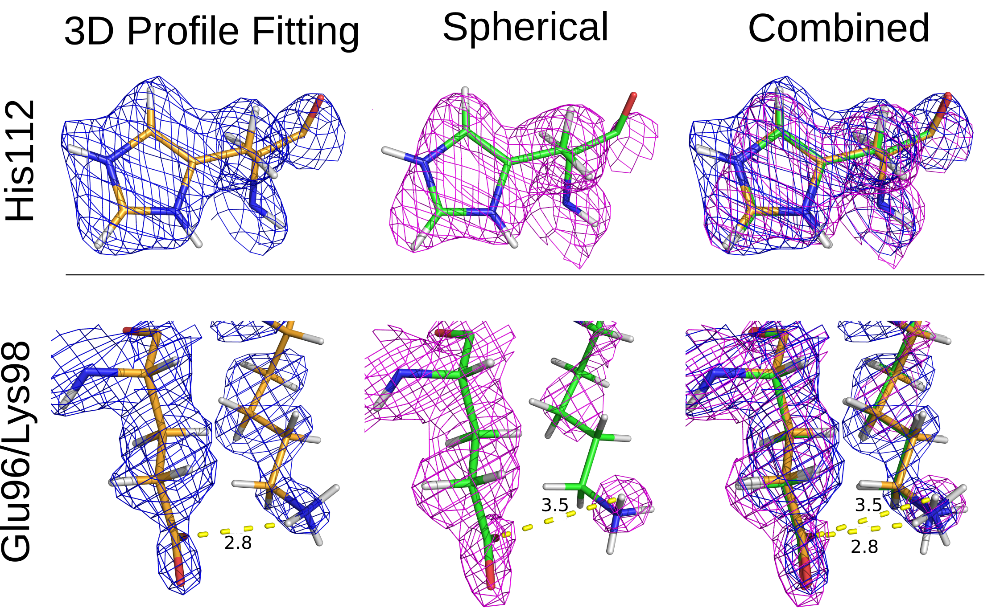 3D Profile Fitting
Spherical
Combined
His112
Glu96/Lys98
2.8
3.5
3.5
2.8